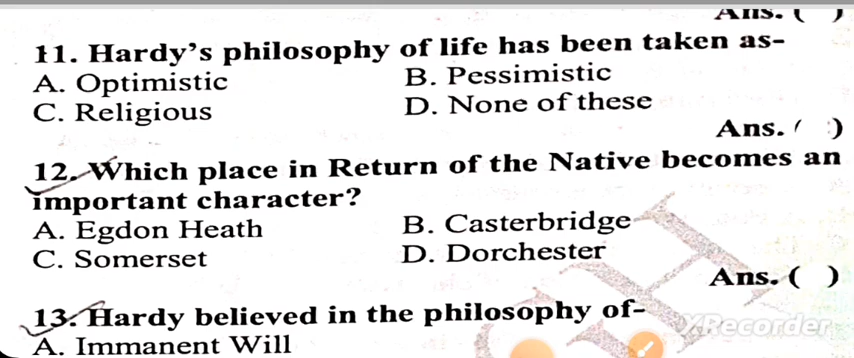 Ans. ( )
11. Hardy's philosophy of life has been taken as-
A. Optimistic B. Pessimistic
C. Religious D. None of these
Ans. ( )
12. Which place in Return of the Native becomes an
important character?
A. Egdon Heath B. Casterbridge
C. Somerset D. Dorchester
Ans. ( )
13. Hardy believed in the philosophy of-
XRecorder
A. Immanent Will